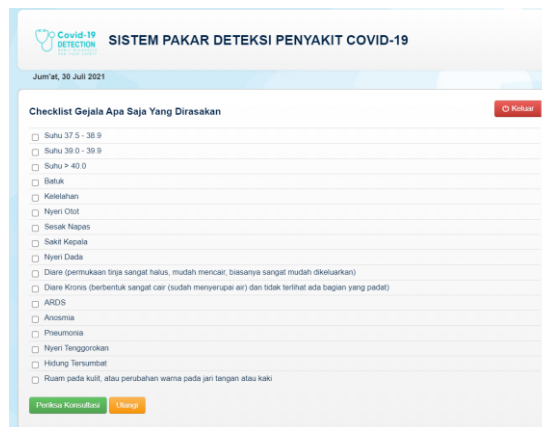 Covid-19
DETECTION
SISTEM PAKAR DETEKSI PENYAKIT COVID-19
Jum'at, 30 Juli 2021
Checklist Gejala Apa Saja Yang Dirasakan
Keluar
Suhu 37.5 - 38.9
Suhu 39.0 - 39.9
Suhu > 40.0
Batuk
Kelelahan
Nyeri Otot
Sesak Napas
Sakit Kepala
Nyeri Dada
Diare (permukaan tinja sangat halus, mudah mencair, biasanya sangat mudah dikeluarkan)
Diare Kronis (berbentuk sangat cair (sudah menyerupai air) dan tidak terlihat ada bagian yang padat)
ARDS
Anosmia
Pneumonia
Nyeri Tenggorokan
Hidung Tersumbat
Ruam pada kulit, atau perubahan warna pada jari tangan atau kaki
Periksa Konsultasi
Ulangi